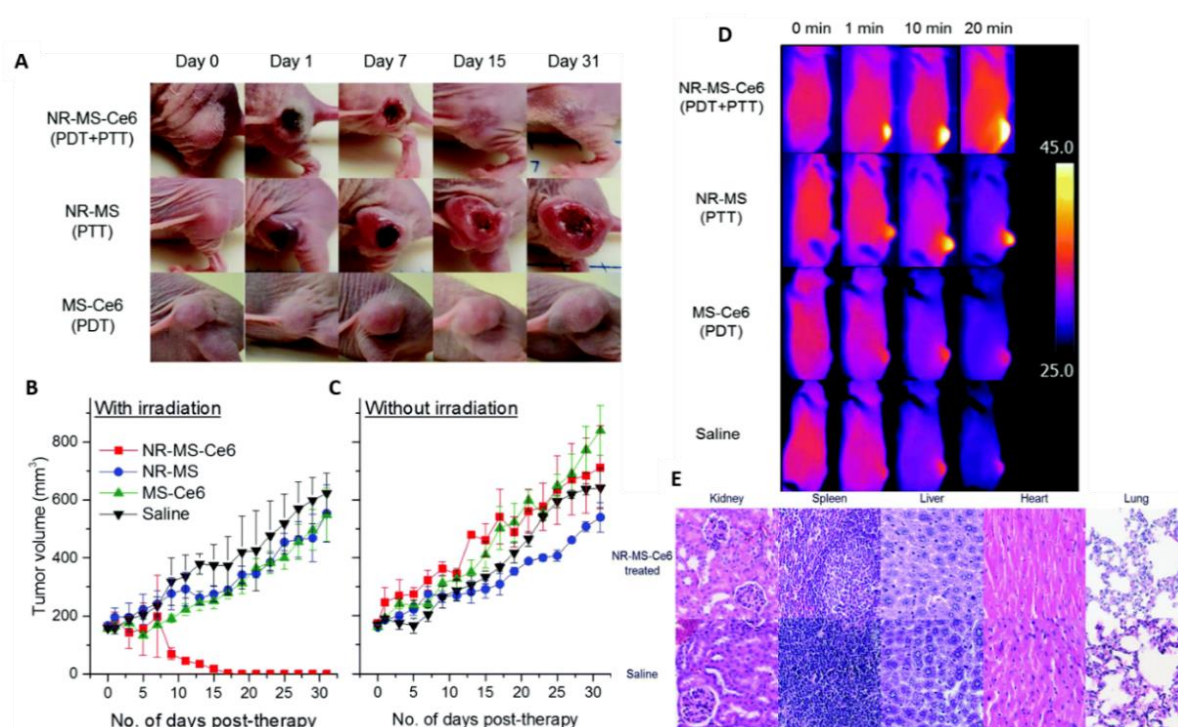 A
Day 0 Day 1 Day 7 Day 15 Day 31
NR-MS-Ce6
(PDT+PTT)
NR-MS
(PTT)
MS-Ce6
(PDT)
B
With irradiation
NR-MS-Ce6
NR-MS
MS-Ce6
Saline
Tumor volume (mm³)
800
600
400
200
0
0 5 10 15 20 25 30
No. of days post-therapy
C
Without irradiation
0 5 10 15 20 25 30
No. of days post-therapy
D
0 min 1 min 10 min 20 min
NR-MS-Ce6
(PDT+PTT)
NR-MS
(PTT)
MS-Ce6
(PDT)
Saline
45.0
25.0
E
Kidney Spleen Liver Heart Lung
NR-MS-Ce6
treated
Saline